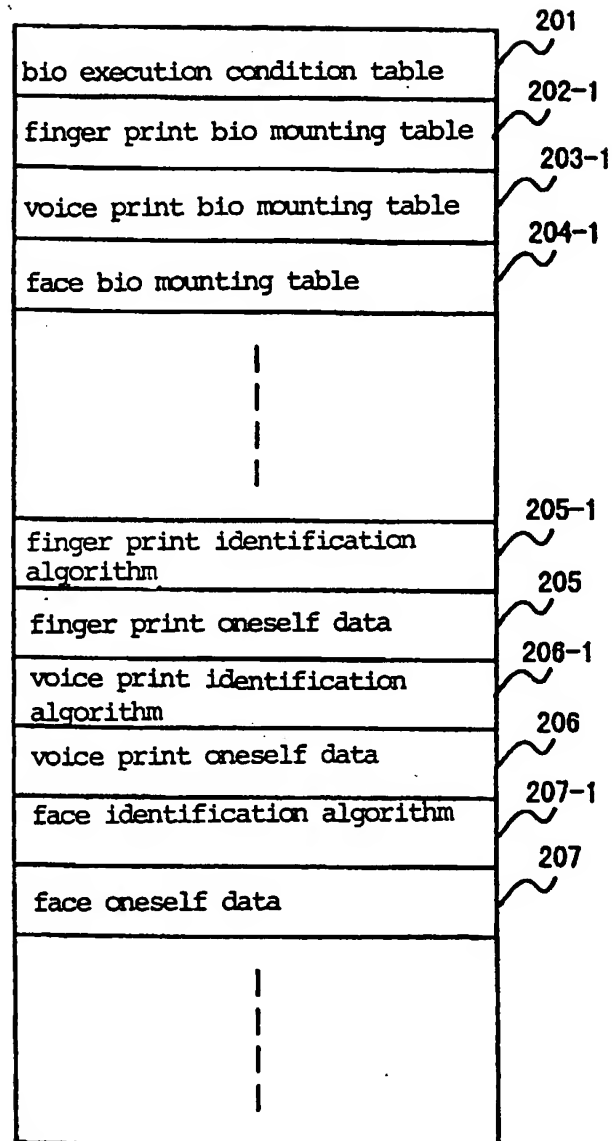 201
bio execution condition table
202-1
finger print bio mounting table
203-1
voice print bio mounting table
204-1
face bio mounting table
205-1
finger print identification
algorithm
205
finger print oneself data
206-1
voice print identification
algorithm
206
voice print oneself data
207-1
face identification algorithm
207
face oneself data